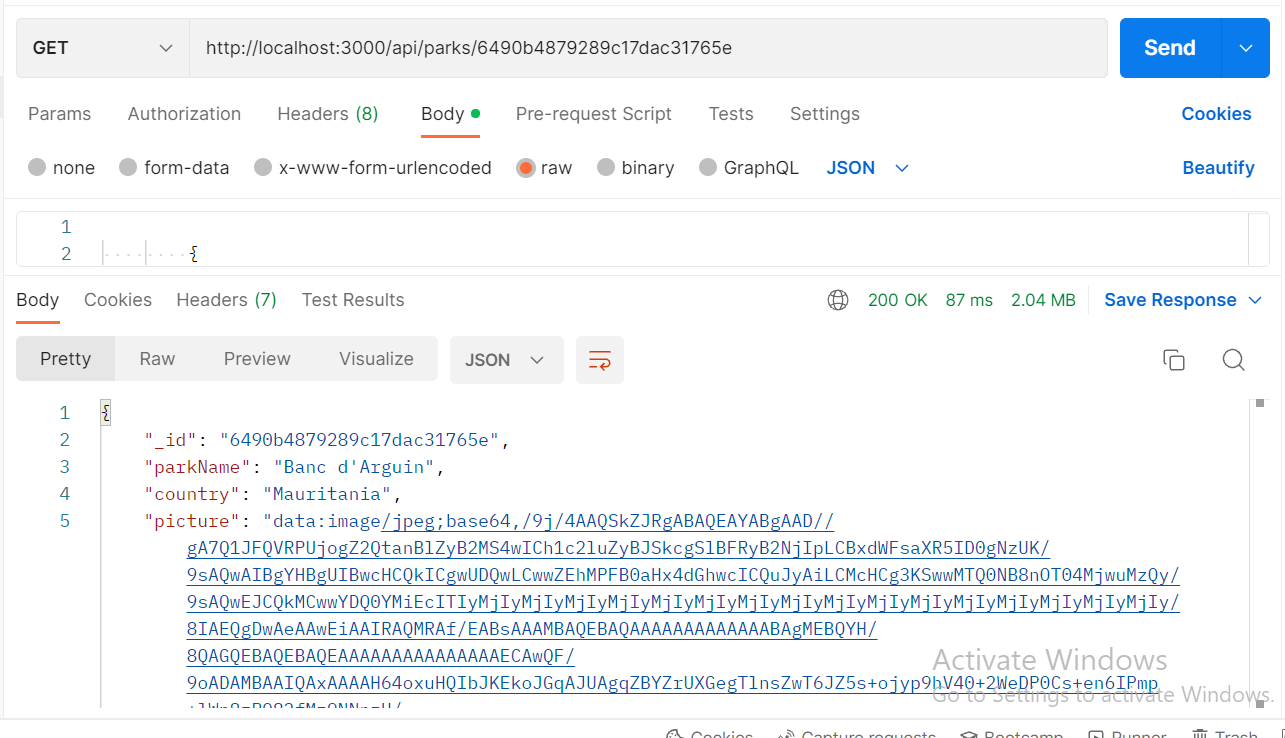 GET http://localhost:3000/api/parks/6490b4879289c17dac31765e Send
Params Authorization Headers (8) Body Pre-request Script Tests Settings Cookies
none form-data x-www-form-urlencoded raw binary GraphQL JSON Beautify
1
2 {
Body Cookies Headers (7) Test Results 200 OK 87 ms 2.04 MB Save Response
Pretty Raw Preview Visualize JSON
1 {
2 "_id": "6490b4879289c17dac31765e",
3 "parkName": "Banc d'Arguin",
4 "country": "Mauritania",
5 "picture": "data:image/jpeg;base64,/9j/4AAQSkZJRgABAQEAYABgAAD//
gA7Q1JFQVRPUjogZ2QtanBlZyB2MS4wICh1c2luZyBJSkcgSlBFRyB2NjIpLCBxdWFsaXR5ID0gNzUK/
9sAQwAIBgYHBgUIBwcHCQkICgwUDQwLCwwZEhMPFB0aHx4dGhwcICQuJyAiLCMcHCg3KSwwMTQ0NB8nOT04MjwuMzQy/
9sAQwEJCQkMCwwYDQ0YMiEcITIyMjIyMjIyMjIyMjIyMjIyMjIyMjIyMjIyMjIyMjIyMjIyMjIyMjIyMjIyMjIyMjIy/
8IAEQgDwAeAAwEiAAIRAQMRAf/EABsAAAMBAQEBAQAAAAAAAAAAAAABAgMEBQYH/
8QAGQEBAQEBAQEAAAAAAAAAAAAAAAECAwQF/
9oADAMBAAIQAxAAAAH64oxuHQIbJKEkoJGqAJUAgqZBYZrUXGegTlnsZwT6JZ5s+ojyp9hV40+2WeDP0Cs+en6IPmp
Activate Windows
Go to Settings to activate Windows.
Cookies Capture requests Bootcamp Runner Trash